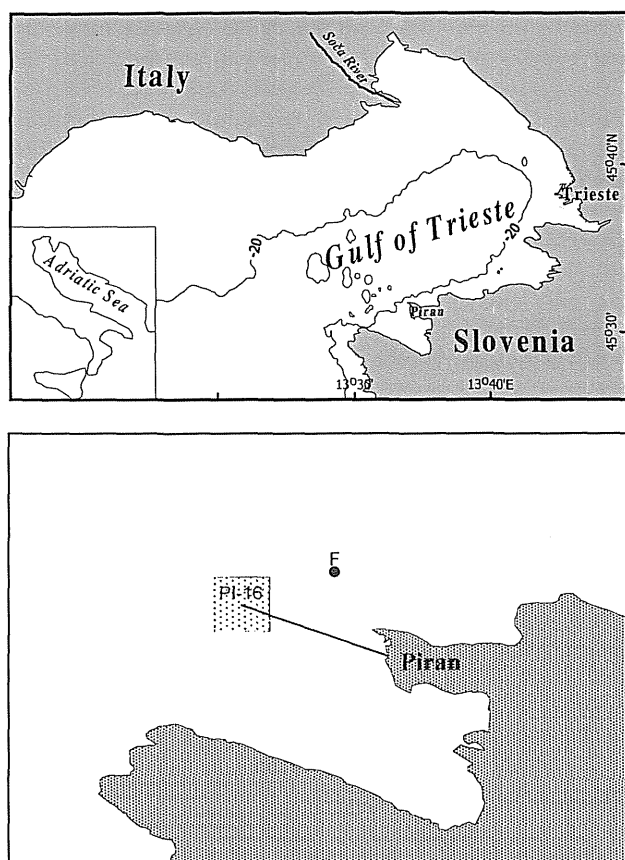 Soča River
Italy
45°40'N
Trieste
Gulf of Trieste
-20
-20
Adriatic Sea
Piran
Slovenia
45°30'
13°30'
13°40'E
F
PI-t6
Piran